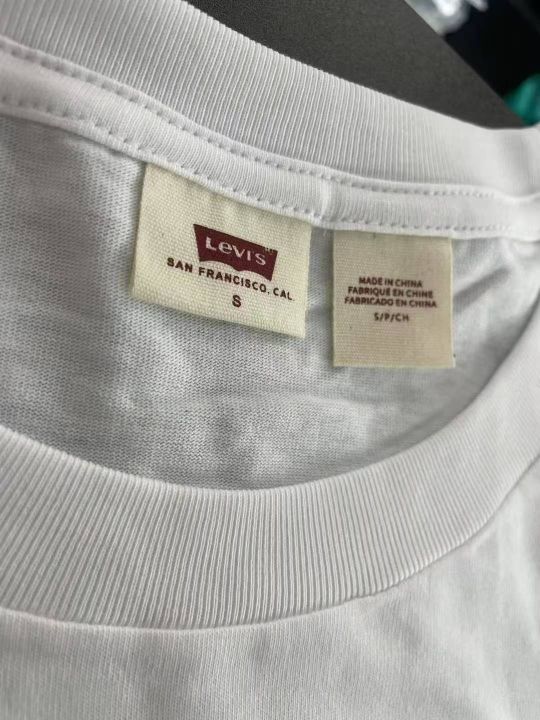 Levi's
SAN FRANCISCO, CAL.
S
MADE IN CHINA
FABRIQUÉ EN CHINE
FABRICADO EN CHINA
S/P/CH